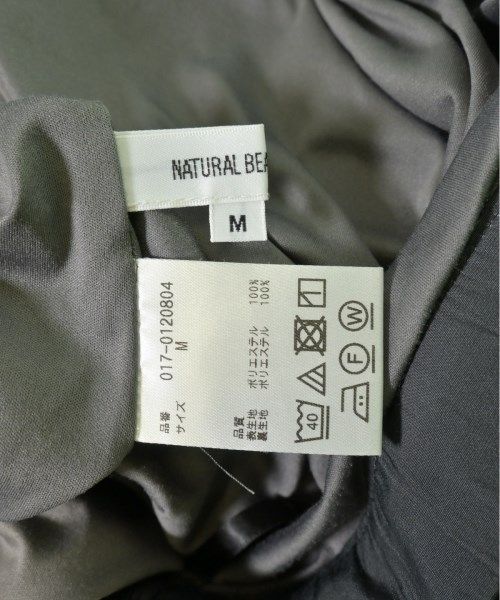 NATURAL BEA
M
品番 017-0120804
サイズ M
品質
表生地 ポリエステル 100%
裏生地 ポリエステル 100%
40
F
W